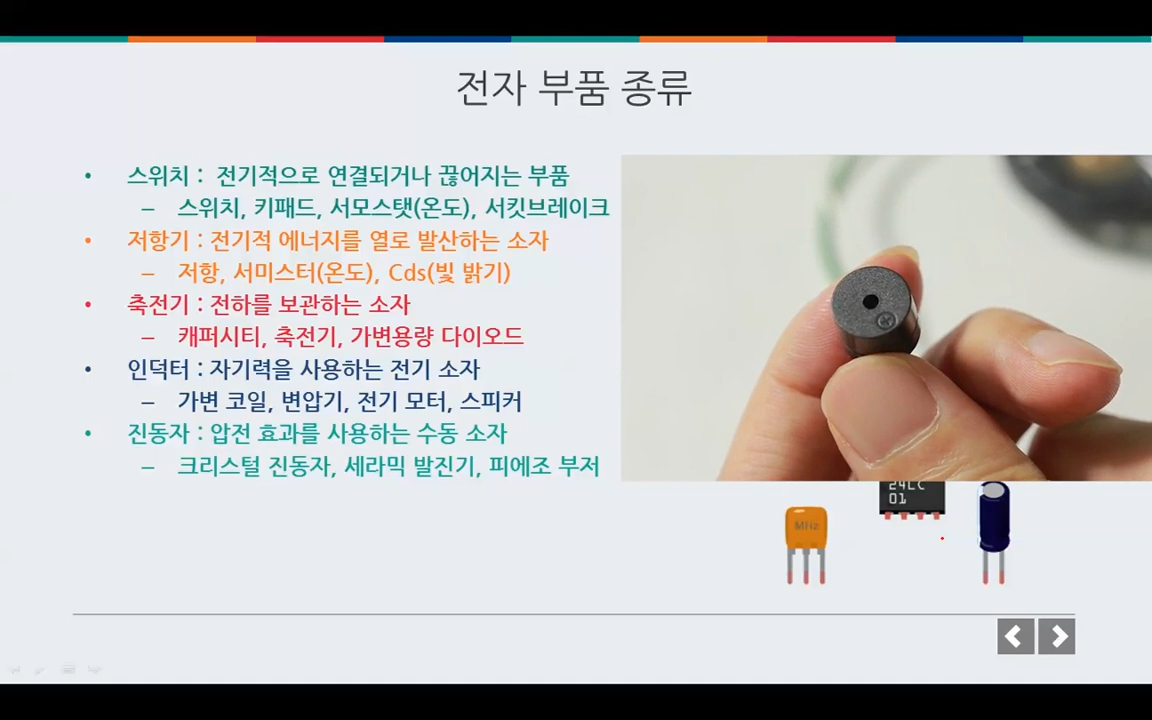 전자 부품 종류
• 스위치 : 전기적으로 연결되거나 끊어지는 부품
– 스위치, 키패드, 서모스탯(온도), 서킷브레이크
• 저항기 : 전기적 에너지를 열로 발산하는 소자
– 저항, 서미스터(온도), Cds(빛 밝기)
• 축전기 : 전하를 보관하는 소자
– 캐퍼시티, 축전기, 가변용량 다이오드
• 인덕터 : 자기력을 사용하는 전기 소자
– 가변 코일, 변압기, 전기 모터, 스피커
• 진동자 : 압전 효과를 사용하는 수동 소자
– 크리스털 진동자, 세라믹 발진기, 피에조 부저
24LC
01
MHz